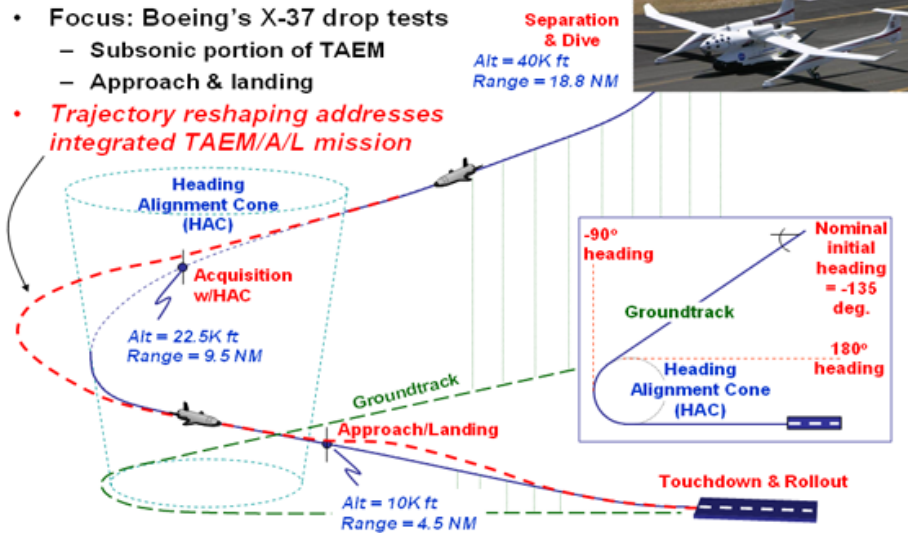 • Focus: Boeing's X-37 drop tests
– Subsonic portion of TAEM
– Approach & landing
• Trajectory reshaping addresses
integrated TAEM/A/L mission
Separation
& Dive
Alt = 40K ft
Range = 18.8 NM
Heading
Alignment Cone
(HAC)
Acquisition
w/HAC
Alt = 22.5K ft
Range = 9.5 NM
Groundtrack
Approach/Landing
Alt = 10K ft
Range = 4.5 NM
Touchdown & Rollout
-90º
heading
Nominal
initial
heading
= -135
deg.
Groundtrack
180º
heading
Heading
Alignment Cone
(HAC)